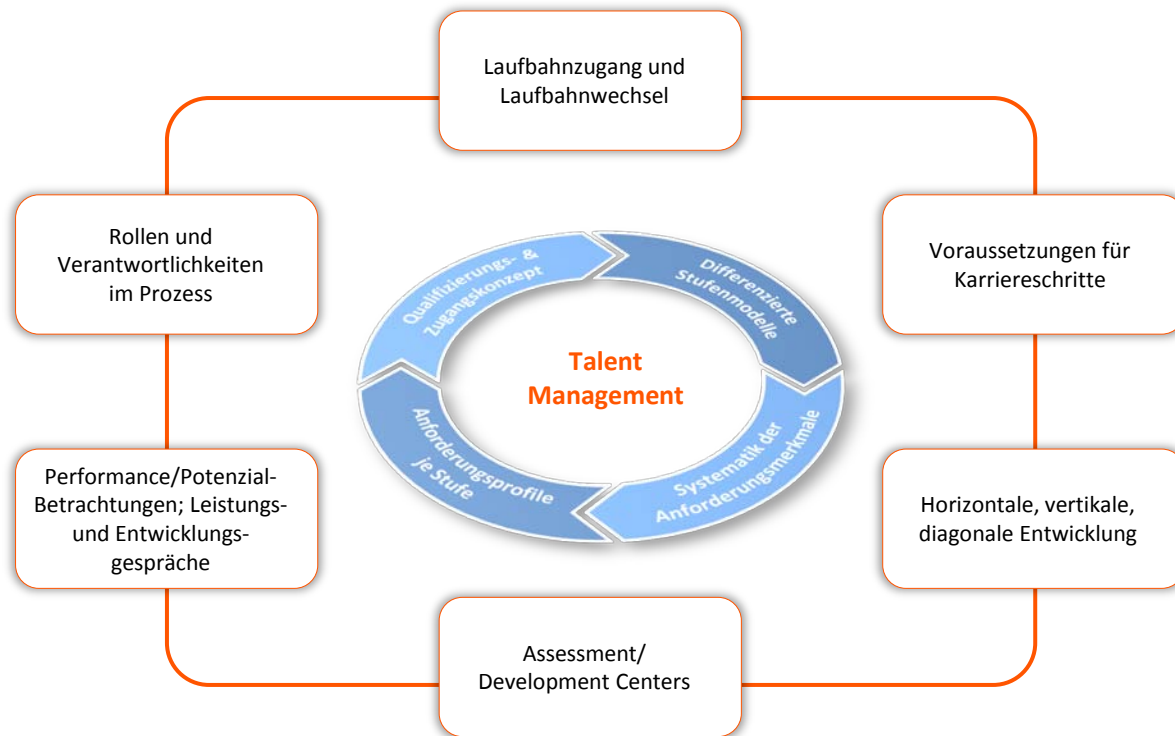 Laufbahnzugang und
Laufbahnwechsel
Rollen und
Verantwortlichkeiten
im Prozess
Voraussetzungen für
Karriereschritte
Qualifizierungs- &
Zugangskonzept
Differenzierte
Stufenmodelle
Talent
Management
Anforderungsprofile
je Stufe
Systematik der
Anforderungsmerkmale
Performance/Potenzial-
Betrachtungen; Leistungs-
und Entwicklungs-
gespräche
Horizontale, vertikale,
diagonale Entwicklung
Assessment/
Development Centers